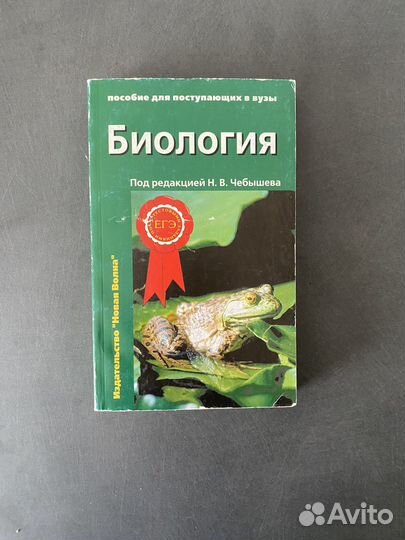 пособие для поступающих в вузы
Биология
Под редакцией Н. В. Чебышева
ЕГЭ
Издательство "Новая Волна"
Avito